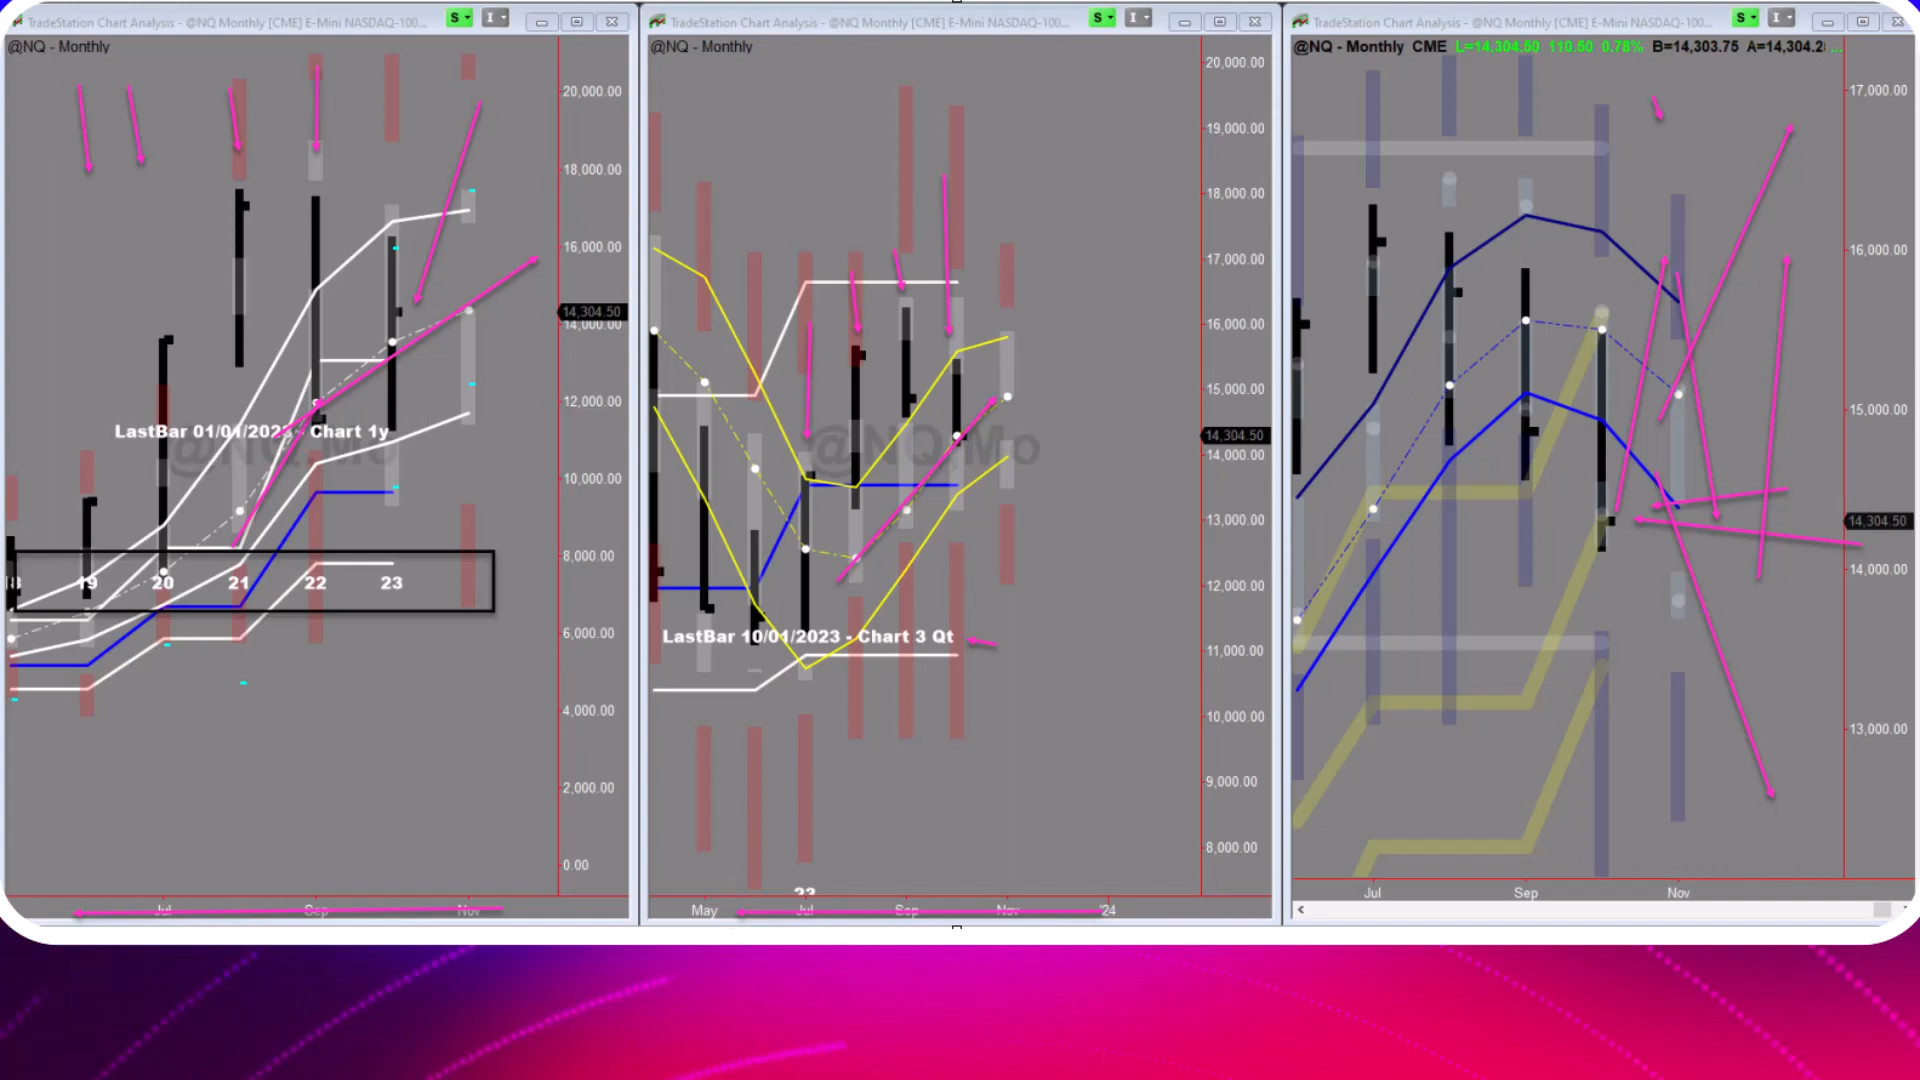 TradeStation Chart Analysis - @NQ Monthly [CME] E-Mini NASDAQ-100...
S
I
@NQ - Monthly
20,000.00
18,000.00
16,000.00
14,304.50
14,000.00
12,000.00
LastBar 01/01/2023 - Chart 1y
10,000.00
8,000.00
19 20 21 22 23
6,000.00
4,000.00
2,000.00
0.00
Jul Sep Nov
TradeStation Chart Analysis - @NQ Monthly [CME] E-Mini NASDAQ-100...
S
I
@NQ - Monthly
20,000.00
19,000.00
18,000.00
17,000.00
16,000.00
15,000.00
14,304.50
@NQ:Mo
14,000.00
13,000.00
12,000.00
LastBar 10/01/2023 - Chart 3 Qt
11,000.00
10,000.00
9,000.00
8,000.00
May Jul Sep Nov '24
TradeStation Chart Analysis - @NQ Monthly [CME] E-Mini NASDAQ-100...
S
I
@NQ - Monthly CME L=14,304.50 110.50 0.78% B=14,303.75 A=14,304.2 ...
17,000.00
16,000.00
15,000.00
14,304.50
14,000.00
13,000.00
Jul Sep Nov